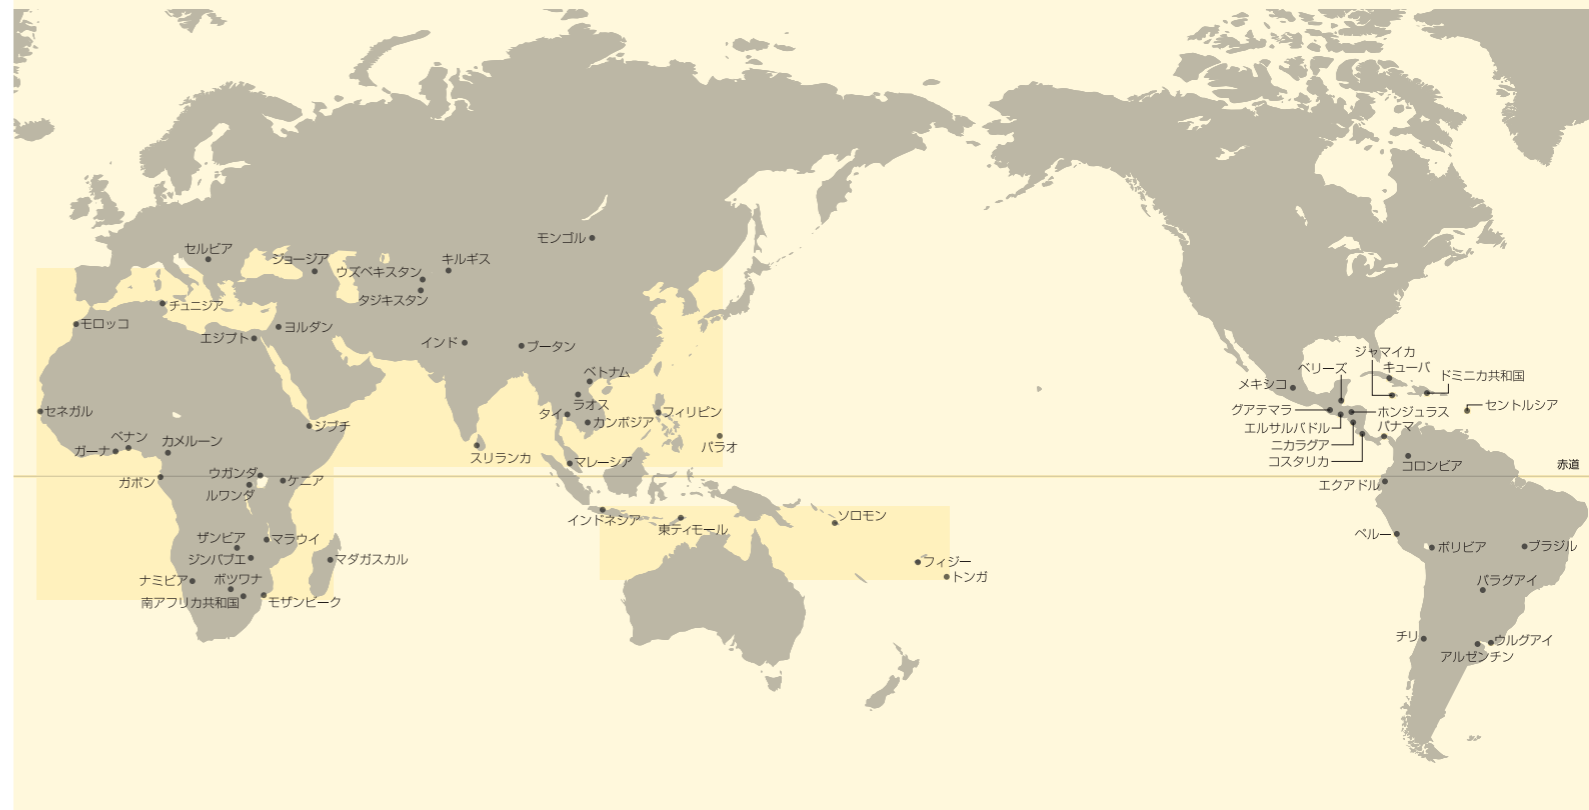 モンゴル
セルビア
ジョージア
ウズベキスタン
キルギス
タジキスタン
チュニジア
モロッコ
エジプト
ヨルダン
インド
ブータン
ベトナム
ラオス
タイ
カンボジア
フィリピン
パラオ
セネガル
ジブチ
ベナン
カメルーン
ガーナ
スリランカ
マレーシア
ウガンダ
ケニア
ガボン
ルワンダ
インドネシア
東ティモール
ソロモン
ザンビア
マラウイ
ジンバブエ
マダガスカル
ナミビア
ボツワナ
南アフリカ共和国
モザンビーク
フィジー
トンガ
ジャマイカ
ベリーズ
キューバ
ドミニカ共和国
メキシコ
グアテマラ
ホンジュラス
セントルシア
エルサルバドル
パナマ
ニカラグア
コスタリカ
コロンビア
赤道
エクアドル
ペルー
ボリビア
ブラジル
パラグアイ
チリ
ウルグアイ
アルゼンチン